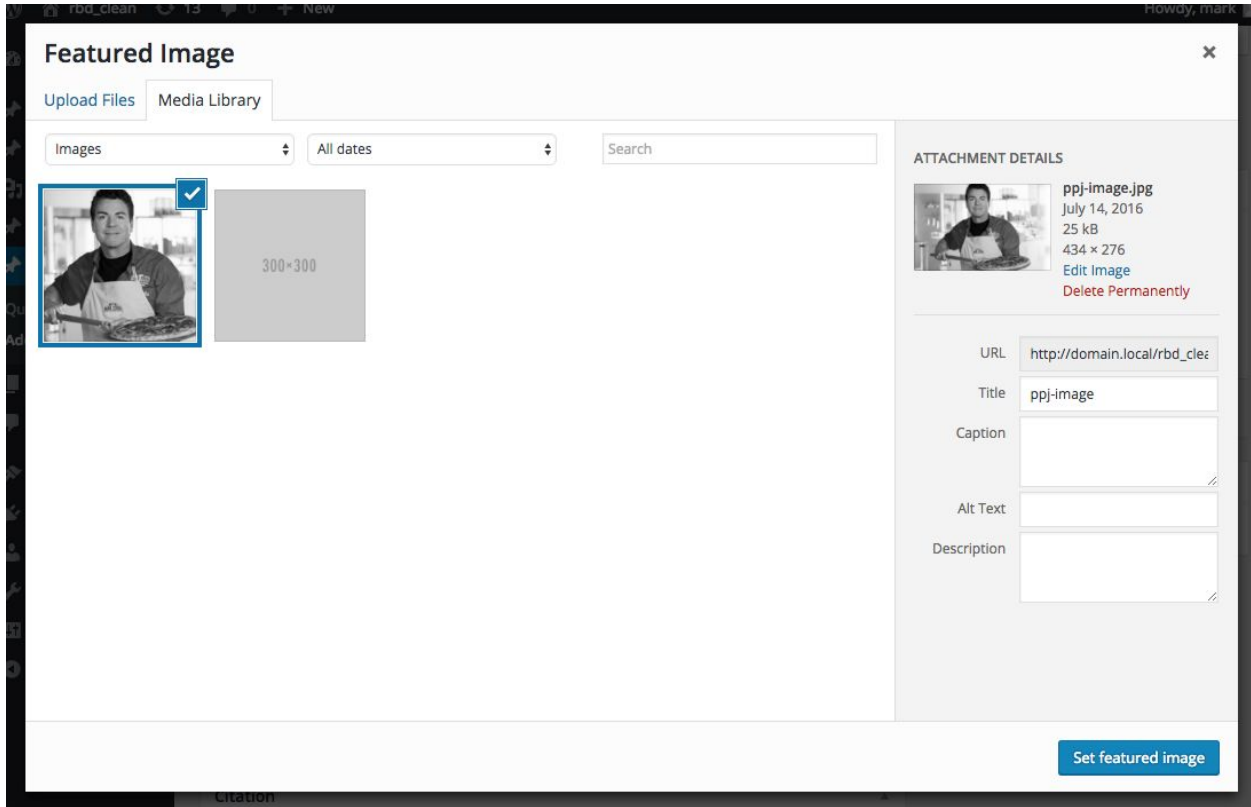 rbd_clean 13 0 + New Howdy, mark
Featured Image
Upload Files Media Library
Images All dates Search
300×300
ATTACHMENT DETAILS
ppj-image.jpg
July 14, 2016
25 kB
434 × 276
Edit Image
Delete Permanently
URL http://domain.local/rbd_clea
Title ppj-image
Caption
Alt Text
Description
Set featured image
Citation